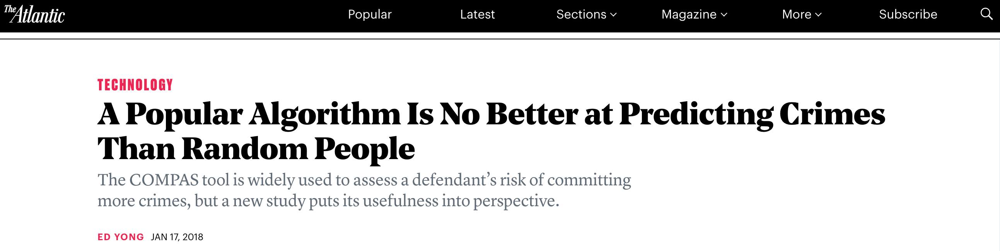 The Atlantic
Popular Latest Sections Magazine More Subscribe
TECHNOLOGY
A Popular Algorithm Is No Better at Predicting Crimes
Than Random People
The COMPAS tool is widely used to assess a defendant’s risk of committing
more crimes, but a new study puts its usefulness into perspective.
ED YONG JAN 17, 2018